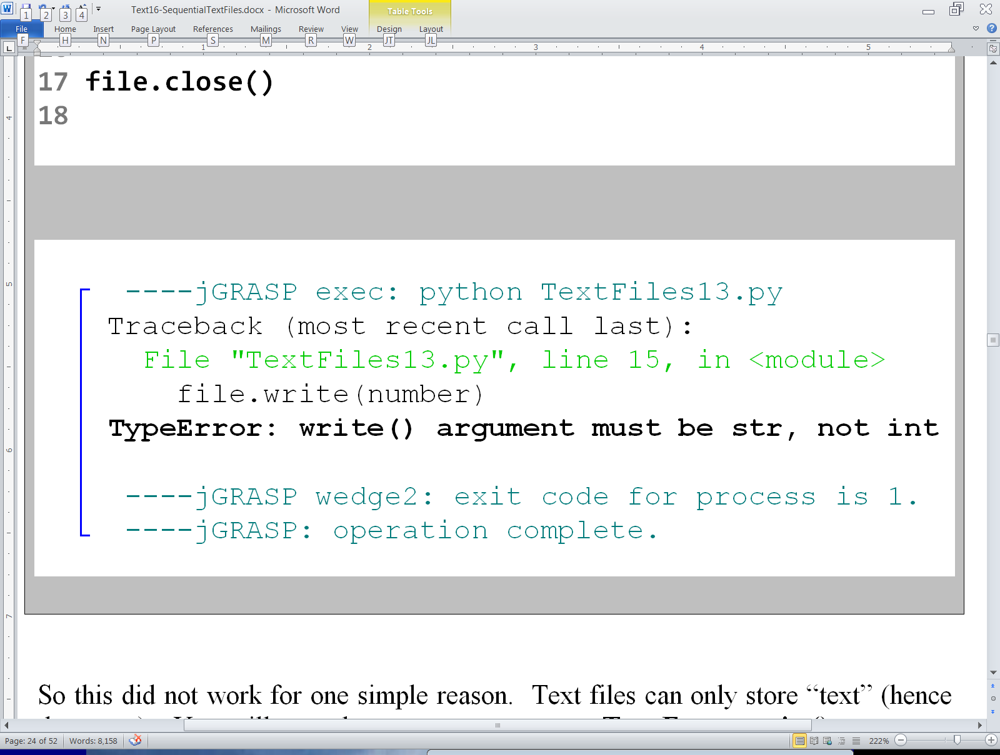 1 2 3 4
Text16-SequentialTextFiles.docx - Microsoft Word
Table Tools
File Home Insert Page Layout References Mailings Review View Design Layout
F H N P S M R W JT JL
L 1 2 3 4 5
17 file.close()
18
4
5
6
7
----jGRASP exec: python TextFiles13.py
Traceback (most recent call last):
File "TextFiles13.py", line 15, in <module>
file.write(number)
TypeError: write() argument must be str, not int
----jGRASP wedge2: exit code for process is 1.
----jGRASP: operation complete.
So this did not work for one simple reason. Text files can only store “text” (hence
Page: 24 of 52 Words: 8,158 222%